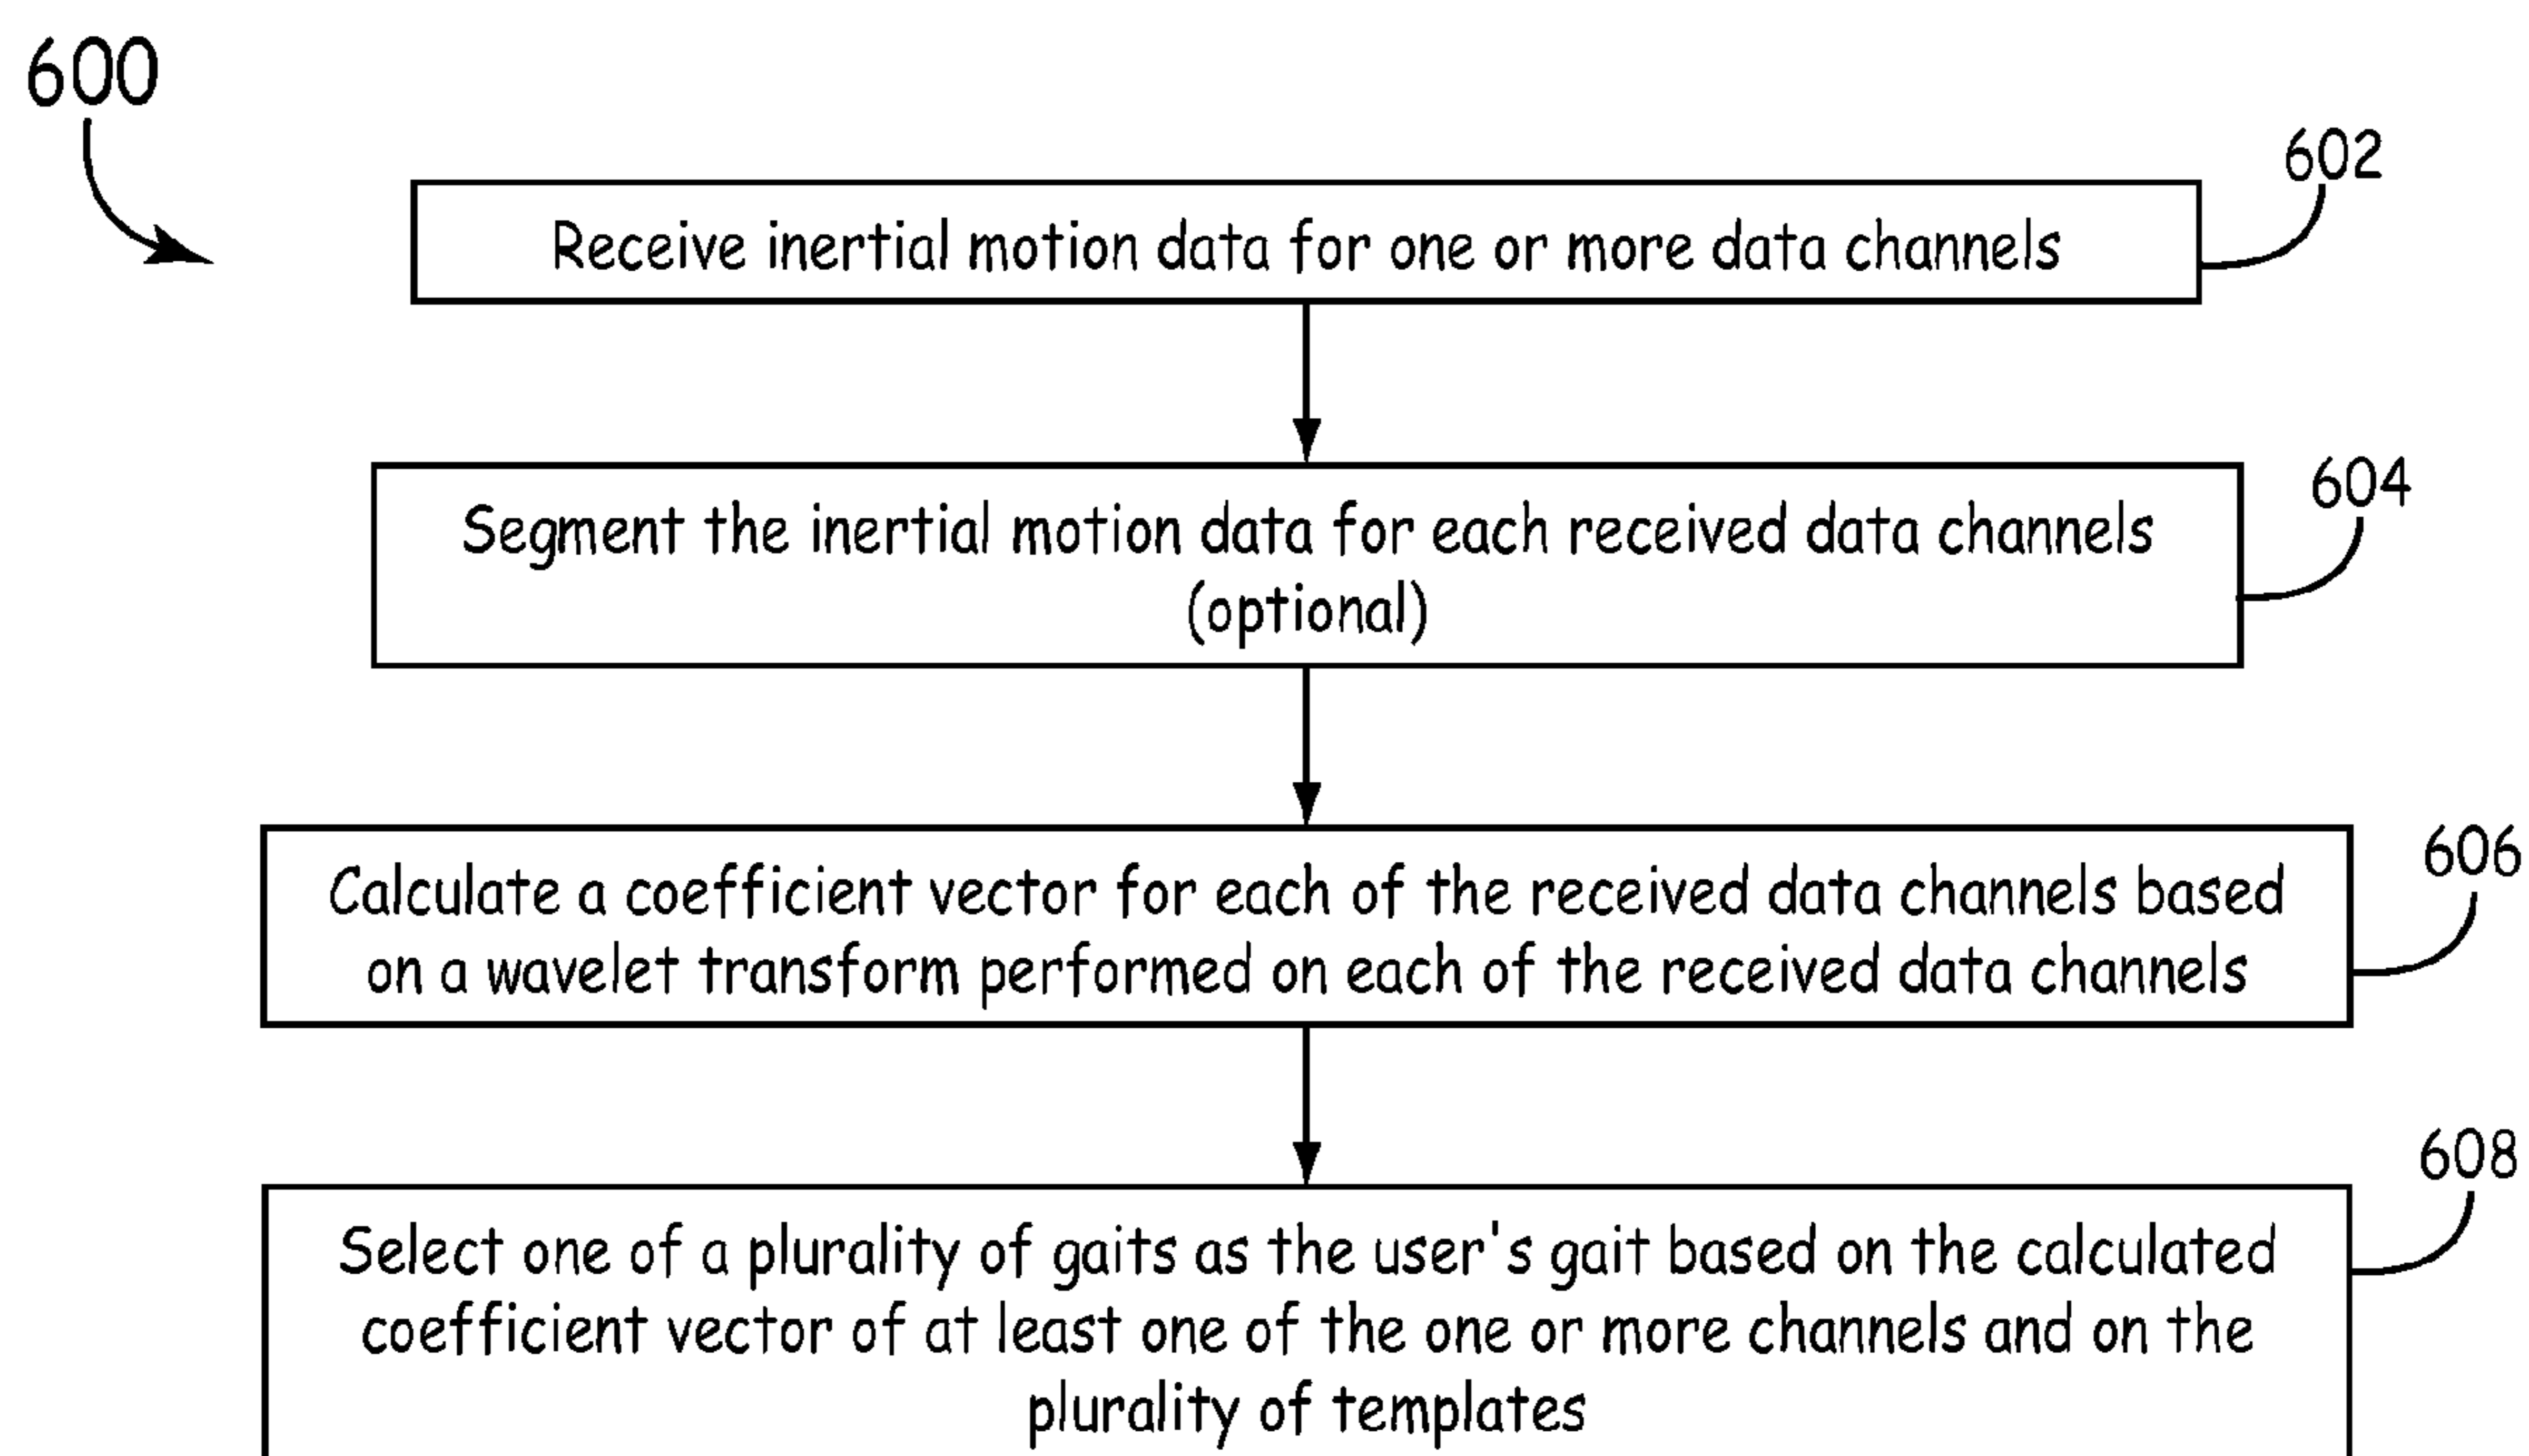 600
602
Receive inertial motion data for one or more data channels
604
Segment the inertial motion data for each received data channels
(optional)
606
Calculate a coefficient vector for each of the received data channels based
on a wavelet transform performed on each of the received data channels
608
Select one of a plurality of gaits as the user's gait based on the calculated
coefficient vector of at least one of the one or more channels and on the
plurality of templates